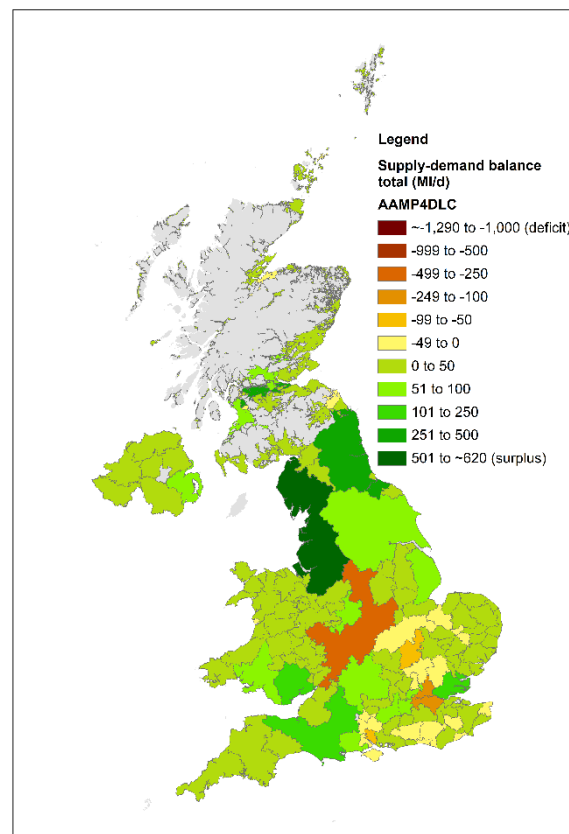 Legend
Supply-demand balance
total (Ml/d)
AAMP4DLC
~-1,290 to -1,000 (deficit)
-999 to -500
-499 to -250
-249 to -100
-99 to -50
-49 to 0
0 to 50
51 to 100
101 to 250
251 to 500
501 to ~620 (surplus)